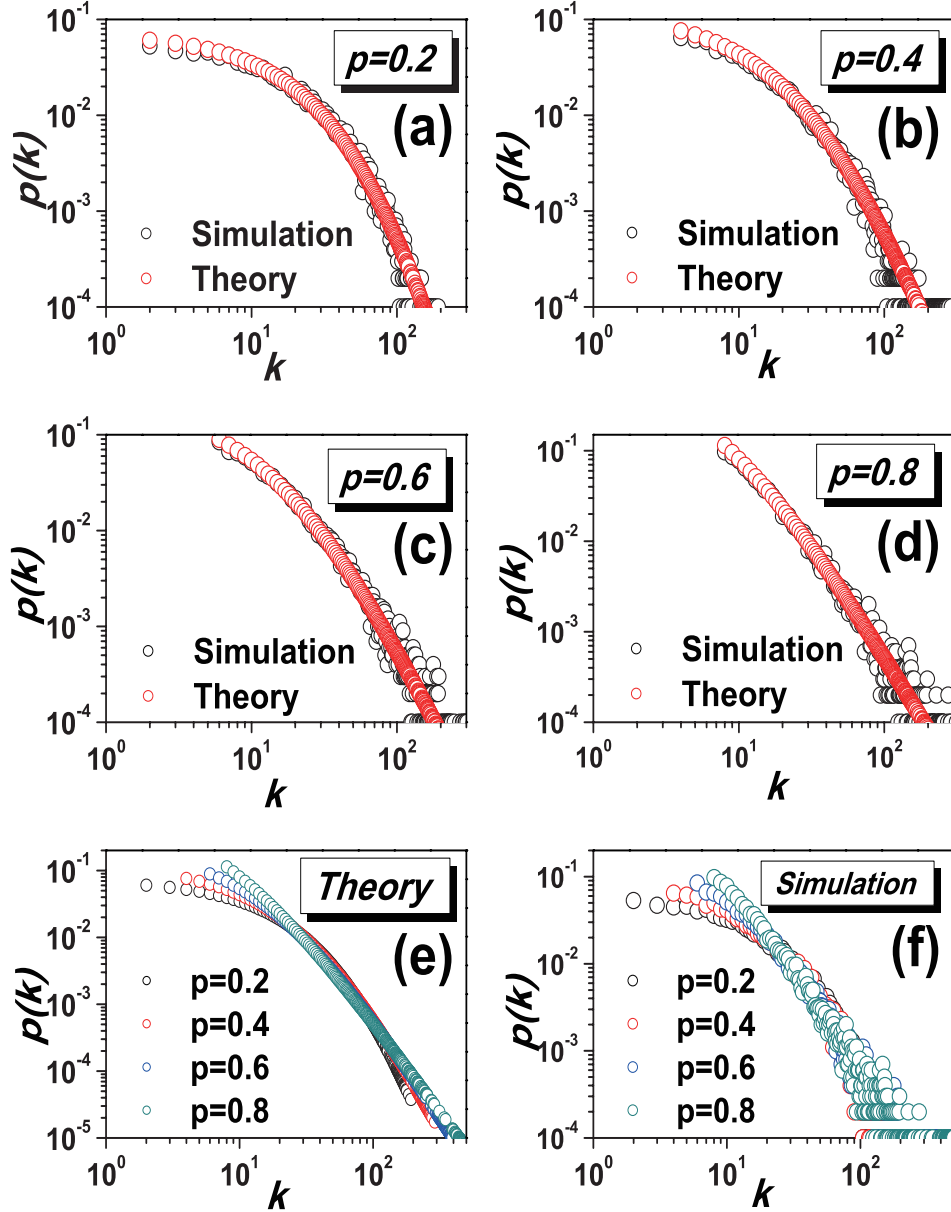 p=0.2
(a)
10^0
10^-1
10^-2
10^-3
10^-4
p(k)
Simulation
Theory
10^0
10^1
10^2
k
p=0.4
(b)
10^0
10^-1
10^-2
10^-3
10^-4
p(k)
Simulation
Theory
10^0
10^1
10^2
k
p=0.6
(c)
10^-1
10^-2
10^-3
10^-4
p(k)
Simulation
Theory
10^0
10^1
10^2
k
p=0.8
(d)
10^-1
10^-2
10^-3
10^-4
p(k)
Simulation
Theory
10^0
10^1
10^2
k
Theory
(e)
10^-1
10^-2
10^-3
10^-4
10^-5
p(k)
p=0.2
p=0.4
p=0.6
p=0.8
10^0
10^1
10^2
k
Simulation
(f)
10^-1
10^-2
10^-3
10^-4
p(k)
p=0.2
p=0.4
p=0.6
p=0.8
10^0
10^1
10^2
k